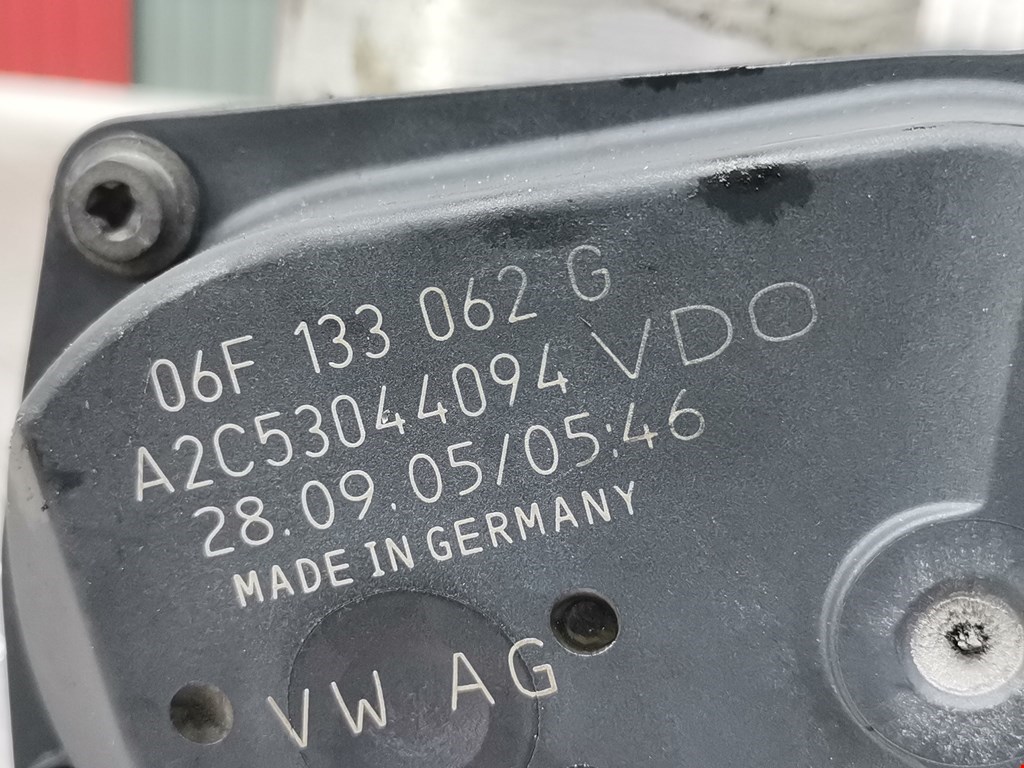 06F 133 062 G
A2C53044094 VDO
28.09.05/05:46
MADE IN GERMANY
VW AG